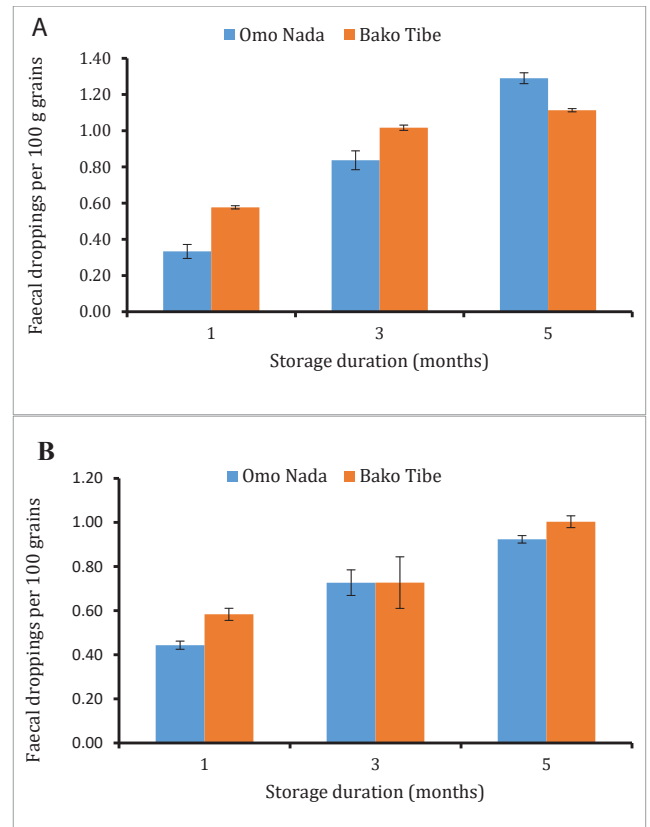 A
Omo Nada Bako Tibe
Faecal droppings per 100 g grains
1.40
1.20
1.00
0.80
0.60
0.40
0.20
0.00
1 3 5
Storage duration (months)
B
Omo Nada Bako Tibe
Faecal droppings per 100 grains
1.20
1.00
0.80
0.60
0.40
0.20
0.00
1 3 5
Storage duration (months)